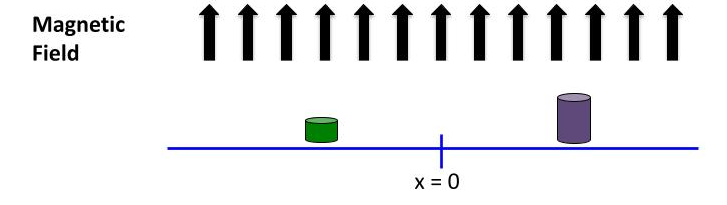 Magnetic
Field
x = 0